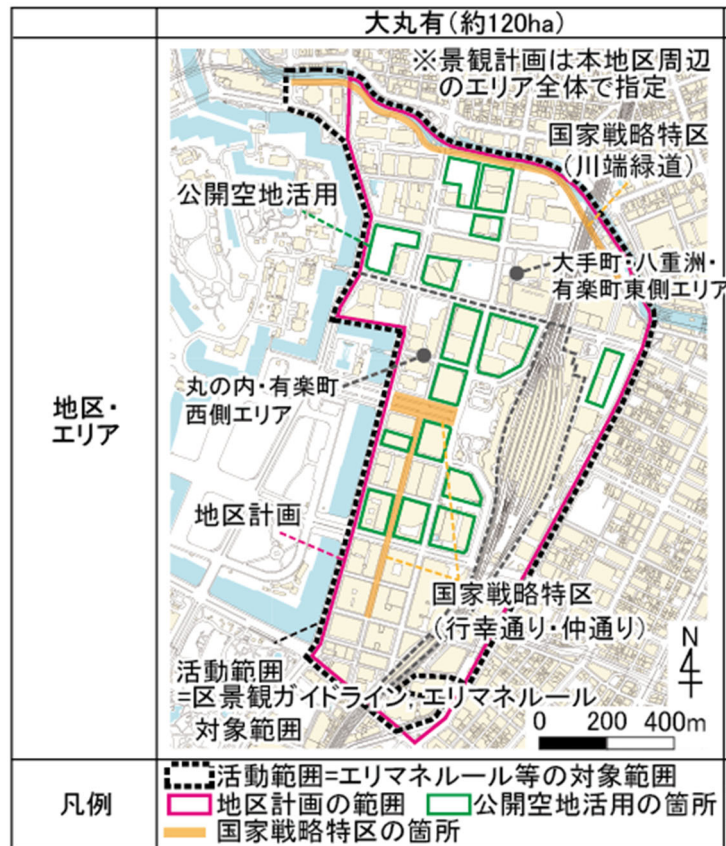 大丸有(約120ha)
※景観計画は本地区周辺
のエリア全体で指定
国家戦略特区
(川端緑道)
公開空地活用
大手町・八重洲・
有楽町東側エリア
丸の内・有楽町
西側エリア
地区・
エリア
地区計画
国家戦略特区
(行幸通り・仲通り)
活動範囲
=区景観ガイドライン,エリマネルール
対象範囲
N
0 200 400m
凡例
活動範囲=エリマネルール等の対象範囲
地区計画の範囲 公開空地活用の箇所
国家戦略特区の箇所